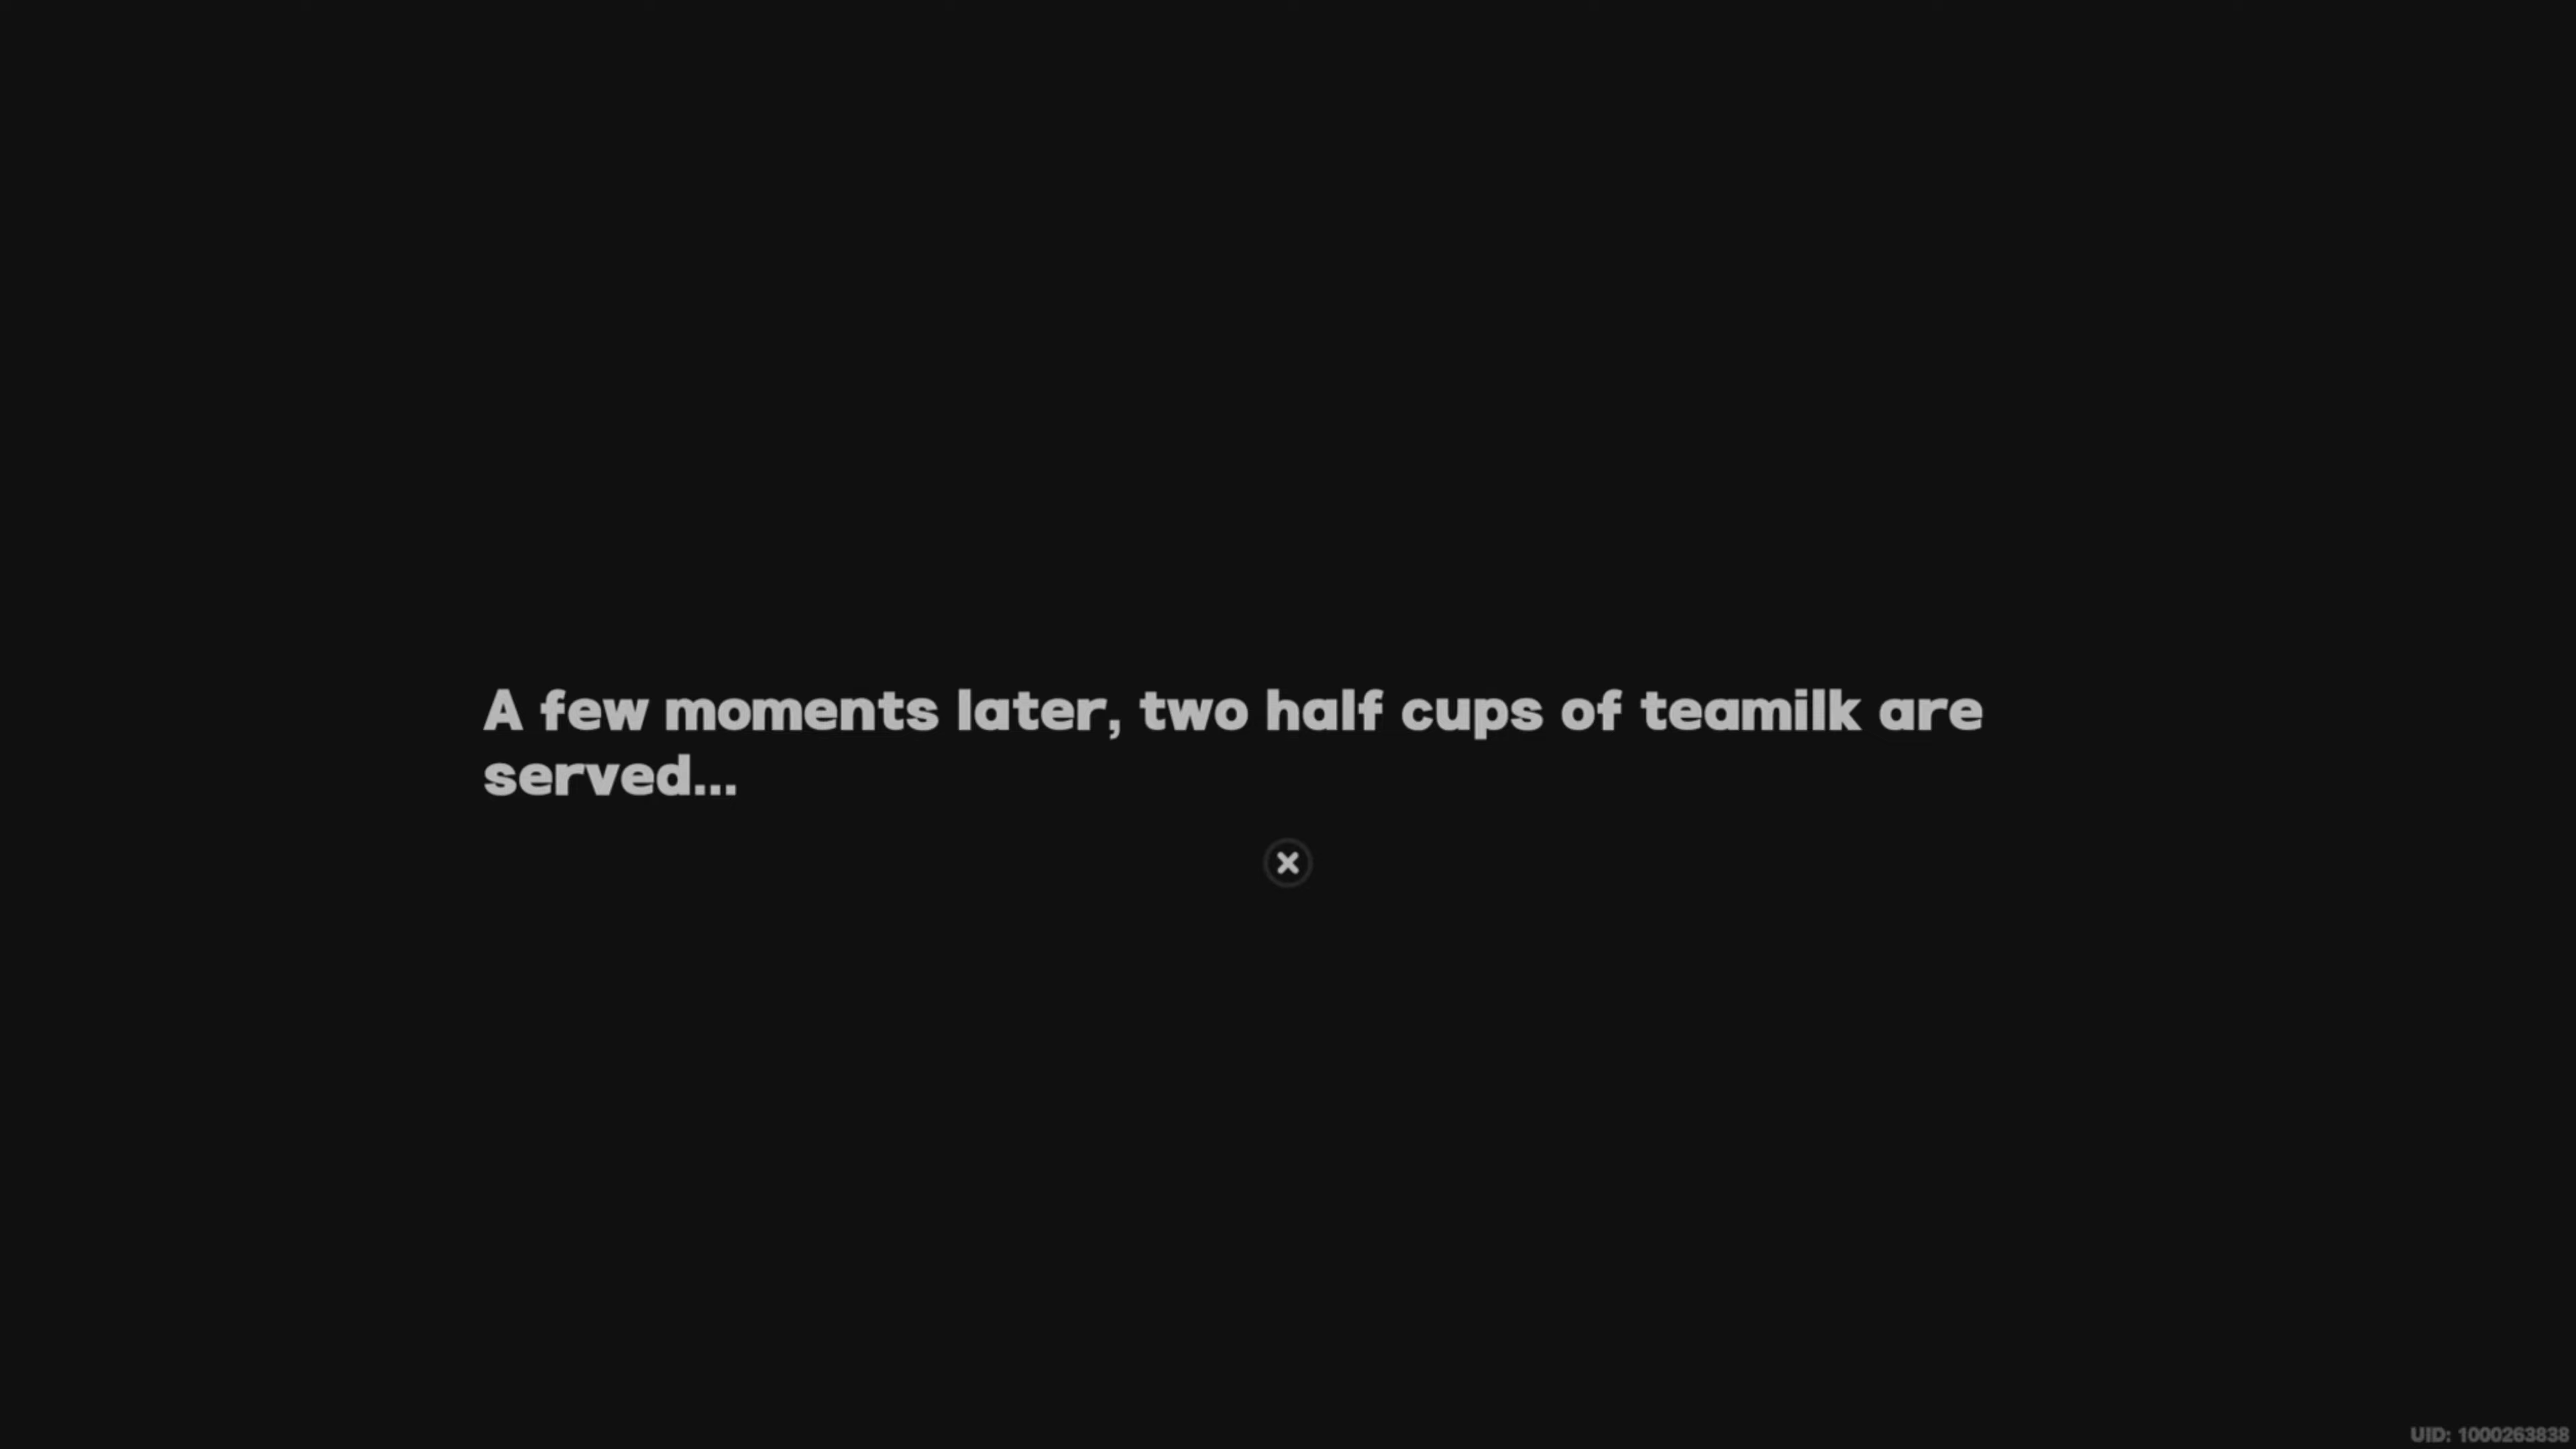 A few moments later, two half cups of teamilk are
served...
UID: 1000263838